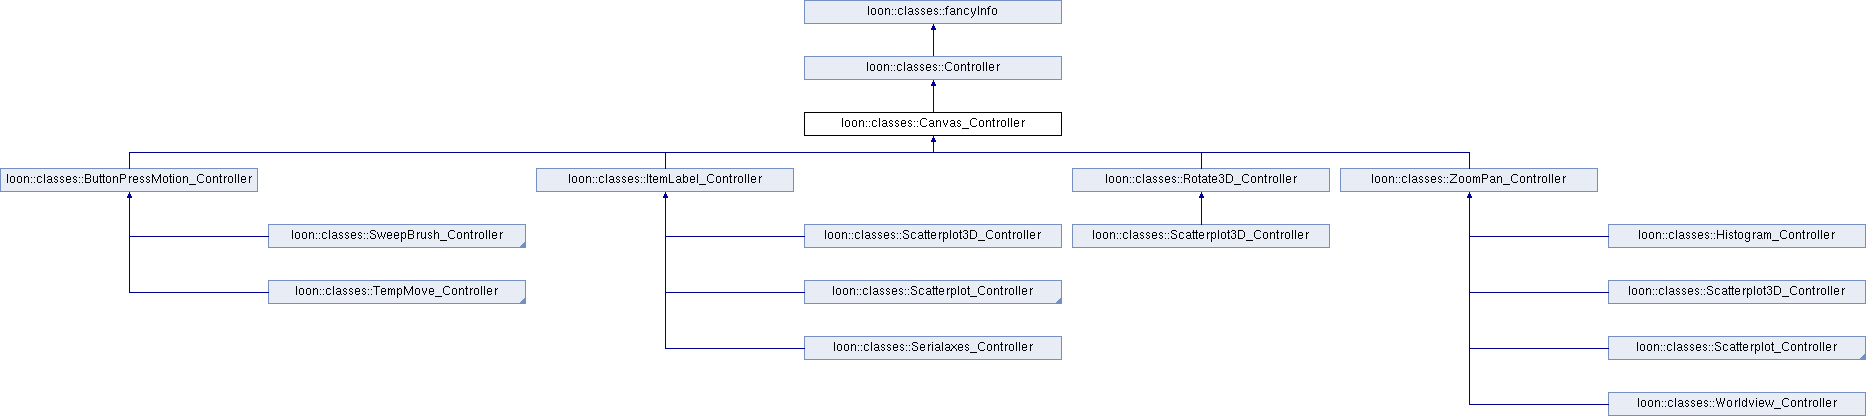 loon::classes::fancyInfo
loon::classes::Controller
loon::classes::Canvas_Controller
loon::classes::ButtonPressMotion_Controller
loon::classes::ItemLabel_Controller
loon::classes::Rotate3D_Controller
loon::classes::ZoomPan_Controller
loon::classes::SweepBrush_Controller
loon::classes::Scatterplot3D_Controller
loon::classes::Scatterplot3D_Controller
loon::classes::Histogram_Controller
loon::classes::TempMove_Controller
loon::classes::Scatterplot_Controller
loon::classes::Scatterplot3D_Controller
loon::classes::Serialaxes_Controller
loon::classes::Scatterplot_Controller
loon::classes::Worldview_Controller